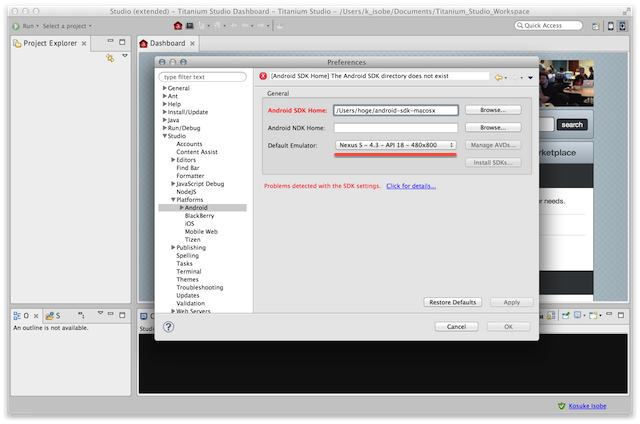 Studio (extended) – Titanium Studio Dashboard – Titanium Studio – /Users/k_isobe/Documents/Titanium_Studio_Workspace
Run
Select a project
Quick Access
Project Explorer
Dashboard
Preferences
type filter text
[Android SDK Home] The Android SDK directory does not exist
General
Ant
Help
Install/Update
Java
Run/Debug
Studio
Accounts
Content Assist
Editors
Find Bar
Formatter
JavaScript Debug
NodeJS
Platforms
Android
BlackBerry
iOS
Mobile Web
Tizen
Publishing
Spelling
Tasks
Terminal
Themes
Troubleshooting
Updates
Validation
Web Servers
General
Android SDK Home: /Users/hoge/android-sdk-macosx Browse...
Android NDK Home: Browse...
Default Emulator: Nexus S – 4.3 – API 18 – 480x800 Manage AVDs...
Install SDKs...
Problems detected with the SDK settings. Click for details...
Restore Defaults Apply
? Cancel OK
search
rketplace
r needs.
O
S
An outline is not available.
C
Studio
Kosuke Isobe